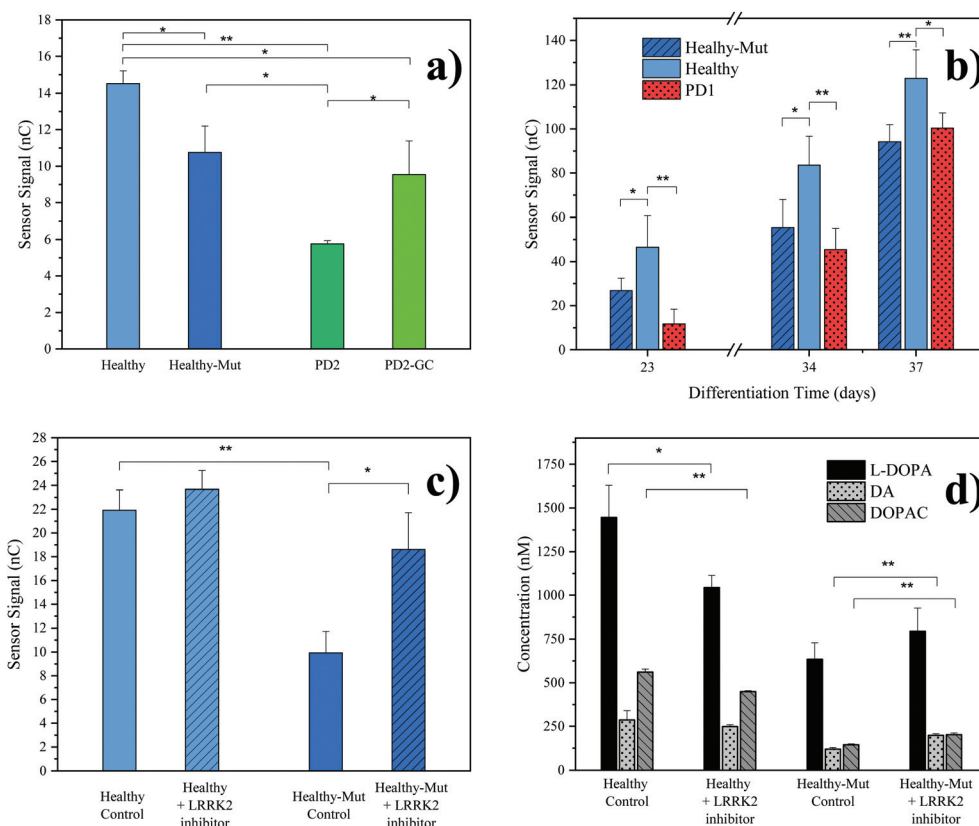 a)
Sensor Signal (nC)
18
16
14
12
10
8
6
4
2
0
*
**
*
*
*
Healthy
Healthy-Mut
PD2
PD2-GC
b)
Sensor Signal (nC)
140
120
100
80
60
40
20
0
Healhy-Mut
Healthy
PD1
*
**
*
**
**
*
23
34
37
Differentiation Time (days)
c)
Sensor Signal (nC)
28
26
24
22
20
18
16
14
12
10
8
6
4
2
0
**
*
Healthy
Control
Healthy
+ LRRK2
inhibitor
Healthy-Mut
Control
Healthy-Mut
+ LRRK2
inhibitor
d)
Concentration (nM)
1750
1500
1250
1000
750
500
250
0
L-DOPA
DA
DOPAC
*
**
**
**
Healthy
Control
Healthy
+ LRRK2
inhibitor
Healthy-Mut
Control
Healthy-Mut
+ LRRK2
inhibitor